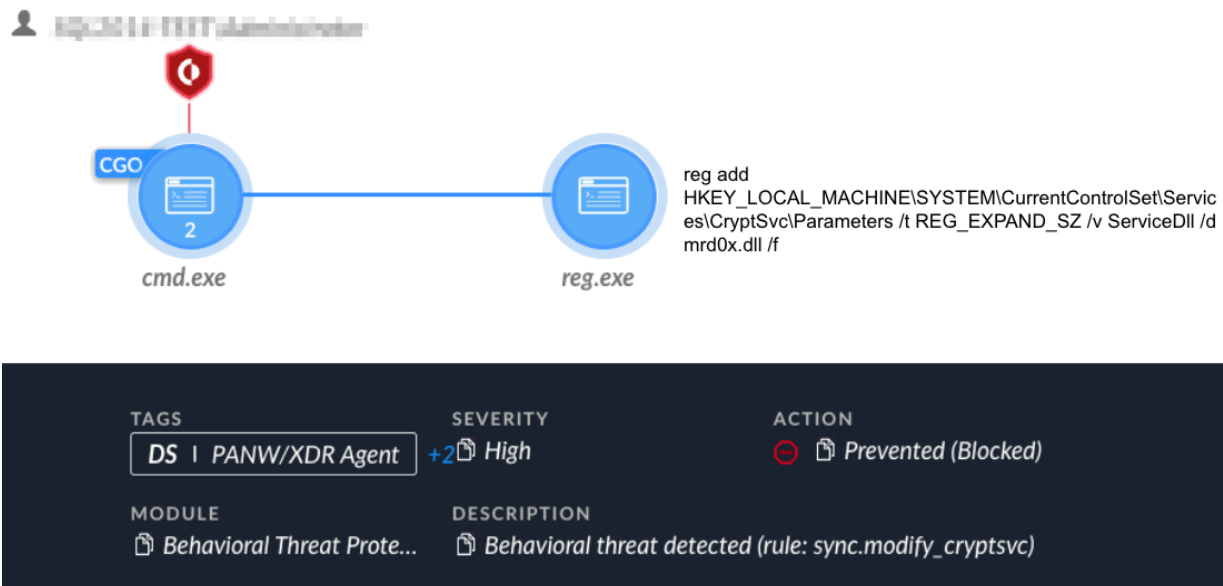 CGO
2
cmd.exe
reg.exe
reg add
HKEY_LOCAL_MACHINE\SYSTEM\CurrentControlSet\Servic
es\CryptSvc\Parameters /t REG_EXPAND_SZ /v ServiceDll /d
mrd0x.dll /f
TAGS
DS | PANW/XDR Agent +2
SEVERITY
High
ACTION
Prevented (Blocked)
MODULE
Behavioral Threat Prote...
DESCRIPTION
Behavioral threat detected (rule: sync.modify_cryptsvc)